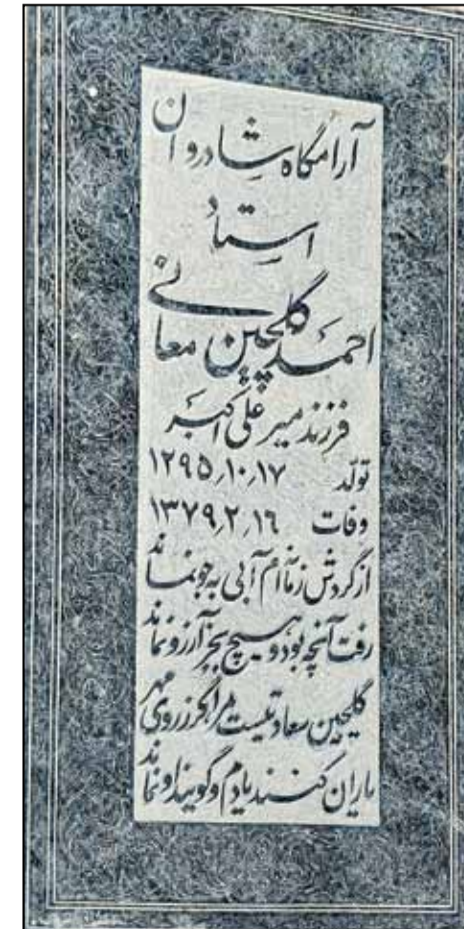 آرامگاه شادروان
استاد
احمد گلچین معانی
فرزند میر علی اکبر
تولد ۱۲۹۵٫۱۰٫۱۷
وفات ۱۳۷۹٫۲٫۱۶
از گردش زمانه‌ام آبی به جو نماند
رفت آنچه بود و هیچ بجز آرزو نماند
گلچین سعادتیست مرا گر ز روی مهر
یاران کنند یادم و گویند او نماند